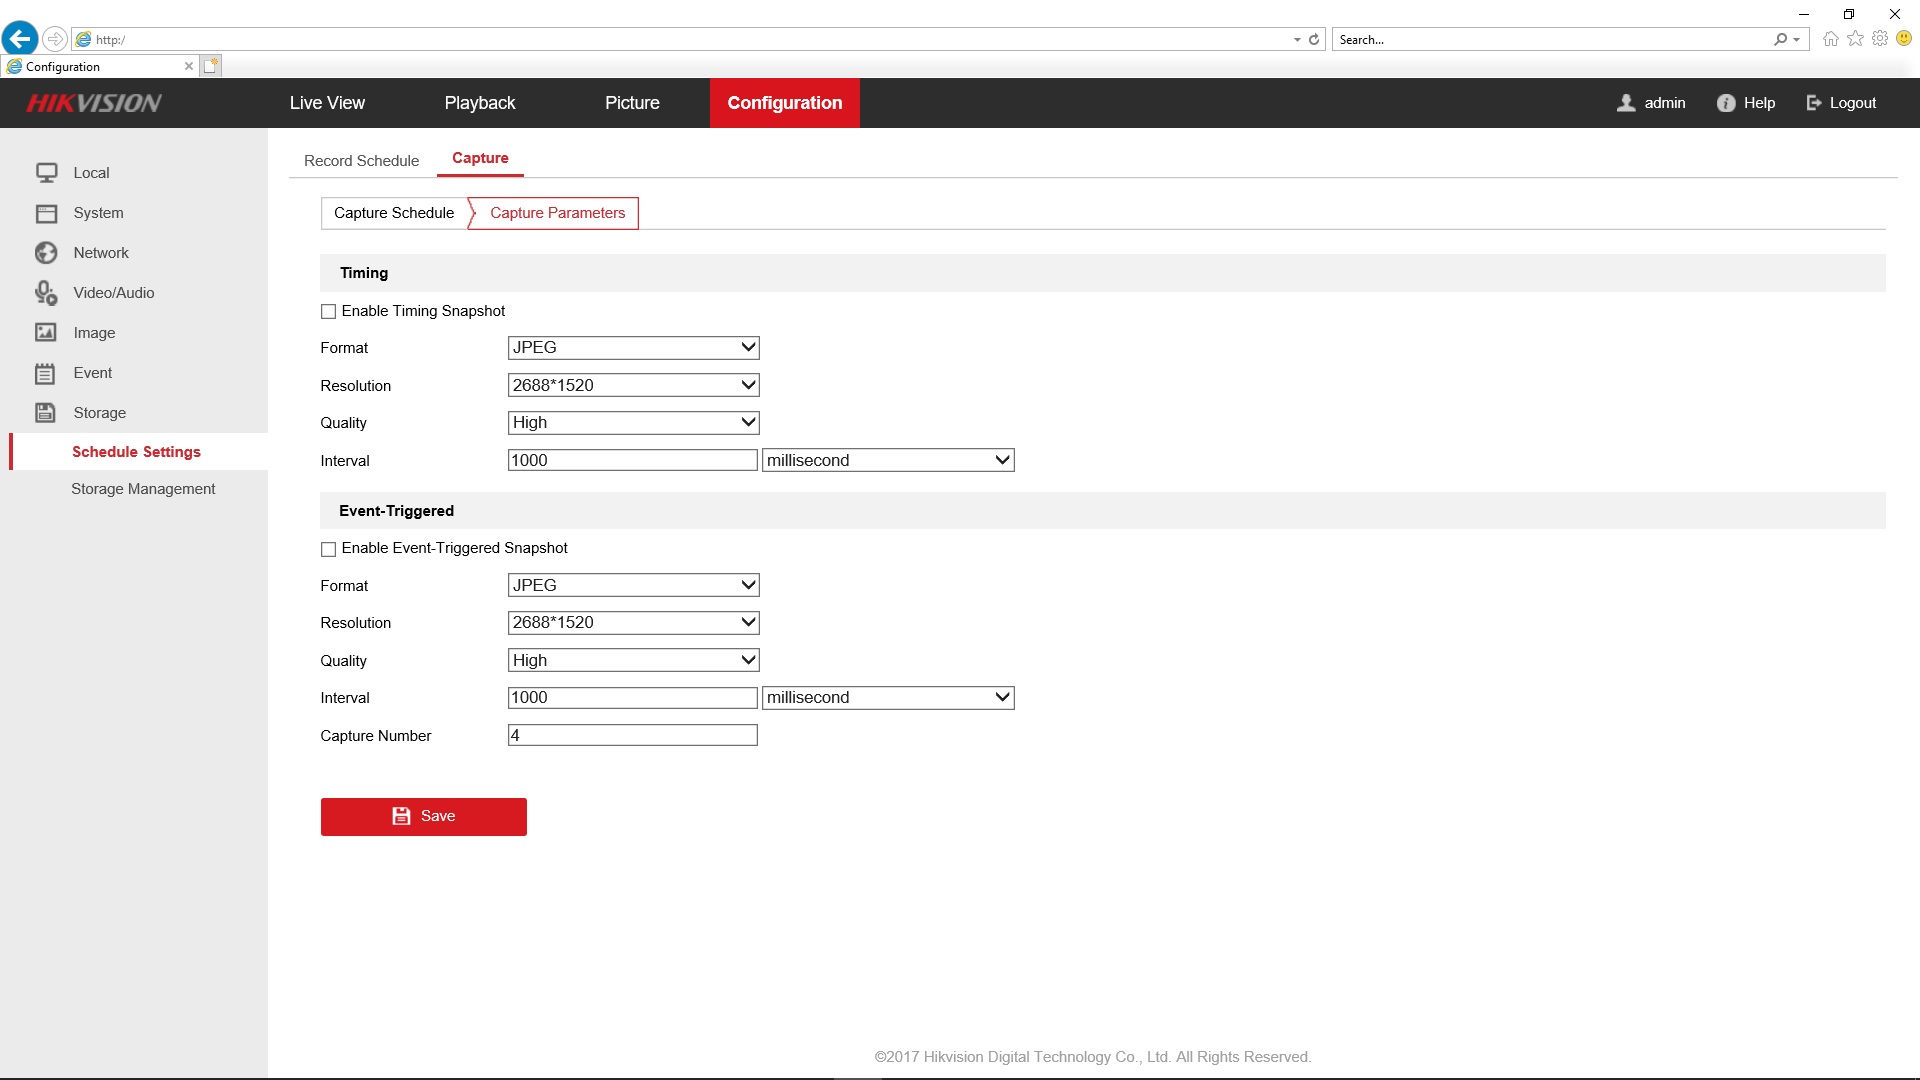 http:/
Search...
Configuration
HIKVISION Live View Playback Picture Configuration admin Help Logout
Local
System
Network
Video/Audio
Image
Event
Storage
Schedule Settings
Storage Management
Record Schedule Capture
Capture Schedule Capture Parameters
Timing
Enable Timing Snapshot
Format JPEG
Resolution 2688*1520
Quality High
Interval 1000 millisecond
Event-Triggered
Enable Event-Triggered Snapshot
Format JPEG
Resolution 2688*1520
Quality High
Interval 1000 millisecond
Capture Number 4
Save
©2017 Hikvision Digital Technology Co., Ltd. All Rights Reserved.